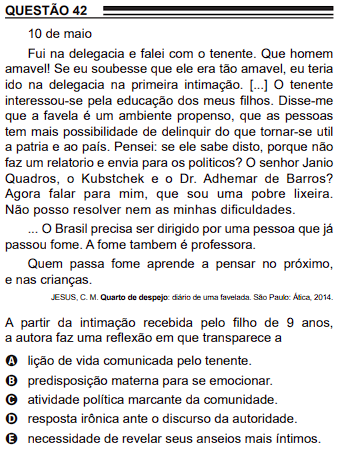 QUESTÃO 42
10 de maio
Fui na delegacia e falei com o tenente. Que homem
amavel! Se eu soubesse que ele era tão amavel, eu teria
ido na delegacia na primeira intimação. [...] O tenente
interessou-se pela educação dos meus filhos. Disse-me
que a favela é um ambiente propenso, que as pessoas
tem mais possibilidade de delinquir do que tornar-se util
a patria e ao país. Pensei: se ele sabe disto, porque não
faz um relatorio e envia para os politicos? O senhor Janio
Quadros, o Kubstchek e o Dr. Adhemar de Barros?
Agora falar para mim, que sou uma pobre lixeira.
Não posso resolver nem as minhas dificuldades.
... O Brasil precisa ser dirigido por uma pessoa que já
passou fome. A fome tambem é professora.
Quem passa fome aprende a pensar no próximo,
e nas crianças.
JESUS, C. M. Quarto de despejo: diário de uma favelada. São Paulo: Ática, 2014.
A partir da intimação recebida pelo filho de 9 anos,
a autora faz uma reflexão em que transparece a
A lição de vida comunicada pelo tenente.
B predisposição materna para se emocionar.
C atividade política marcante da comunidade.
D resposta irônica ante o discurso da autoridade.
E necessidade de revelar seus anseios mais íntimos.